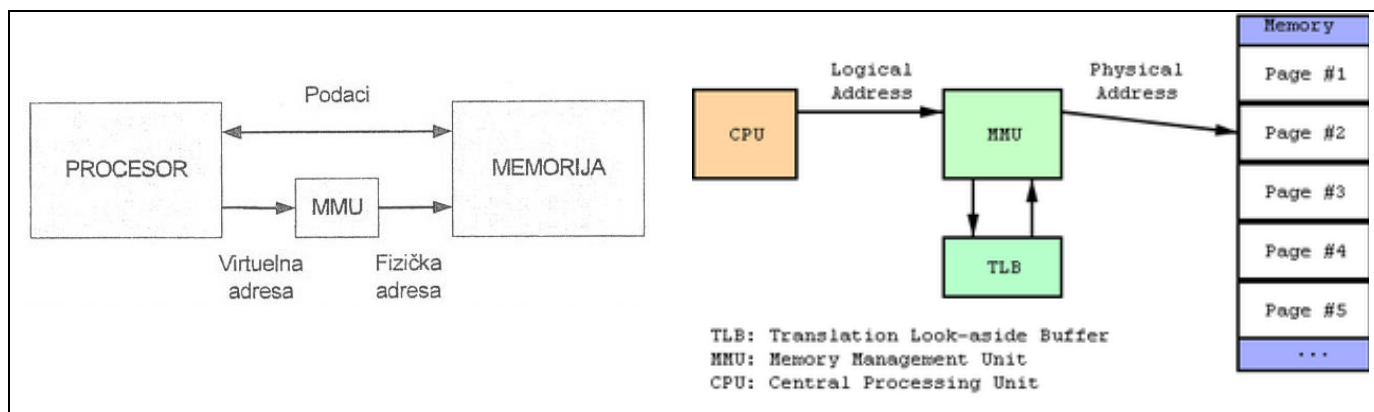 Podaci
PROCESOR
MEMORIJA
MMU
Virtuelna
adresa
Fizička
adresa
Logical
Address
Physical
Address
CPU
MMU
TLB
Memory
Page #1
Page #2
Page #3
Page #4
Page #5
...
TLB: Translation Look-aside Buffer
MMU: Memory Management Unit
CPU: Central Processing Unit